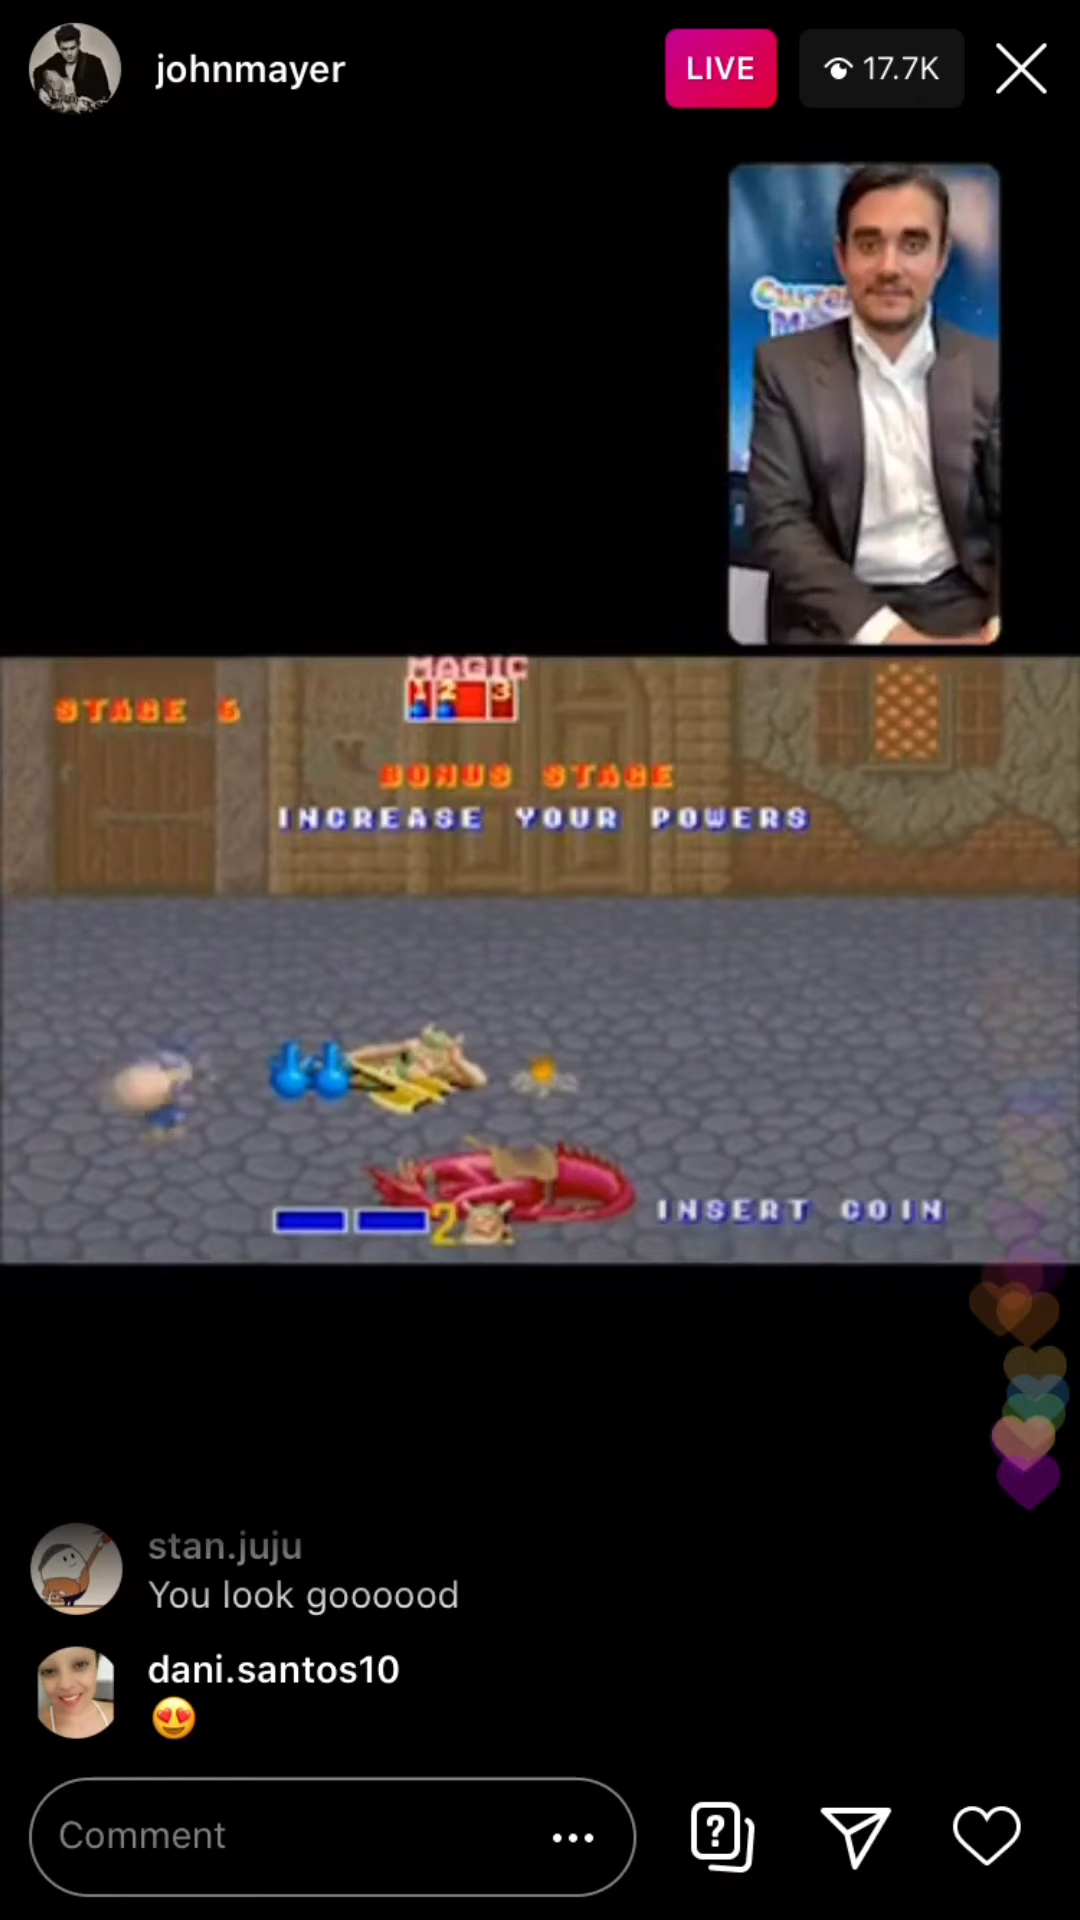 johnmayer
LIVE
17.7K
MAGIC
1 2 3
STAGE 5
BONUS STAGE
INCREASE YOUR POWERS
2
INSERT COIN
stan.juju
You look goooood
dani.santos10
😍
Comment